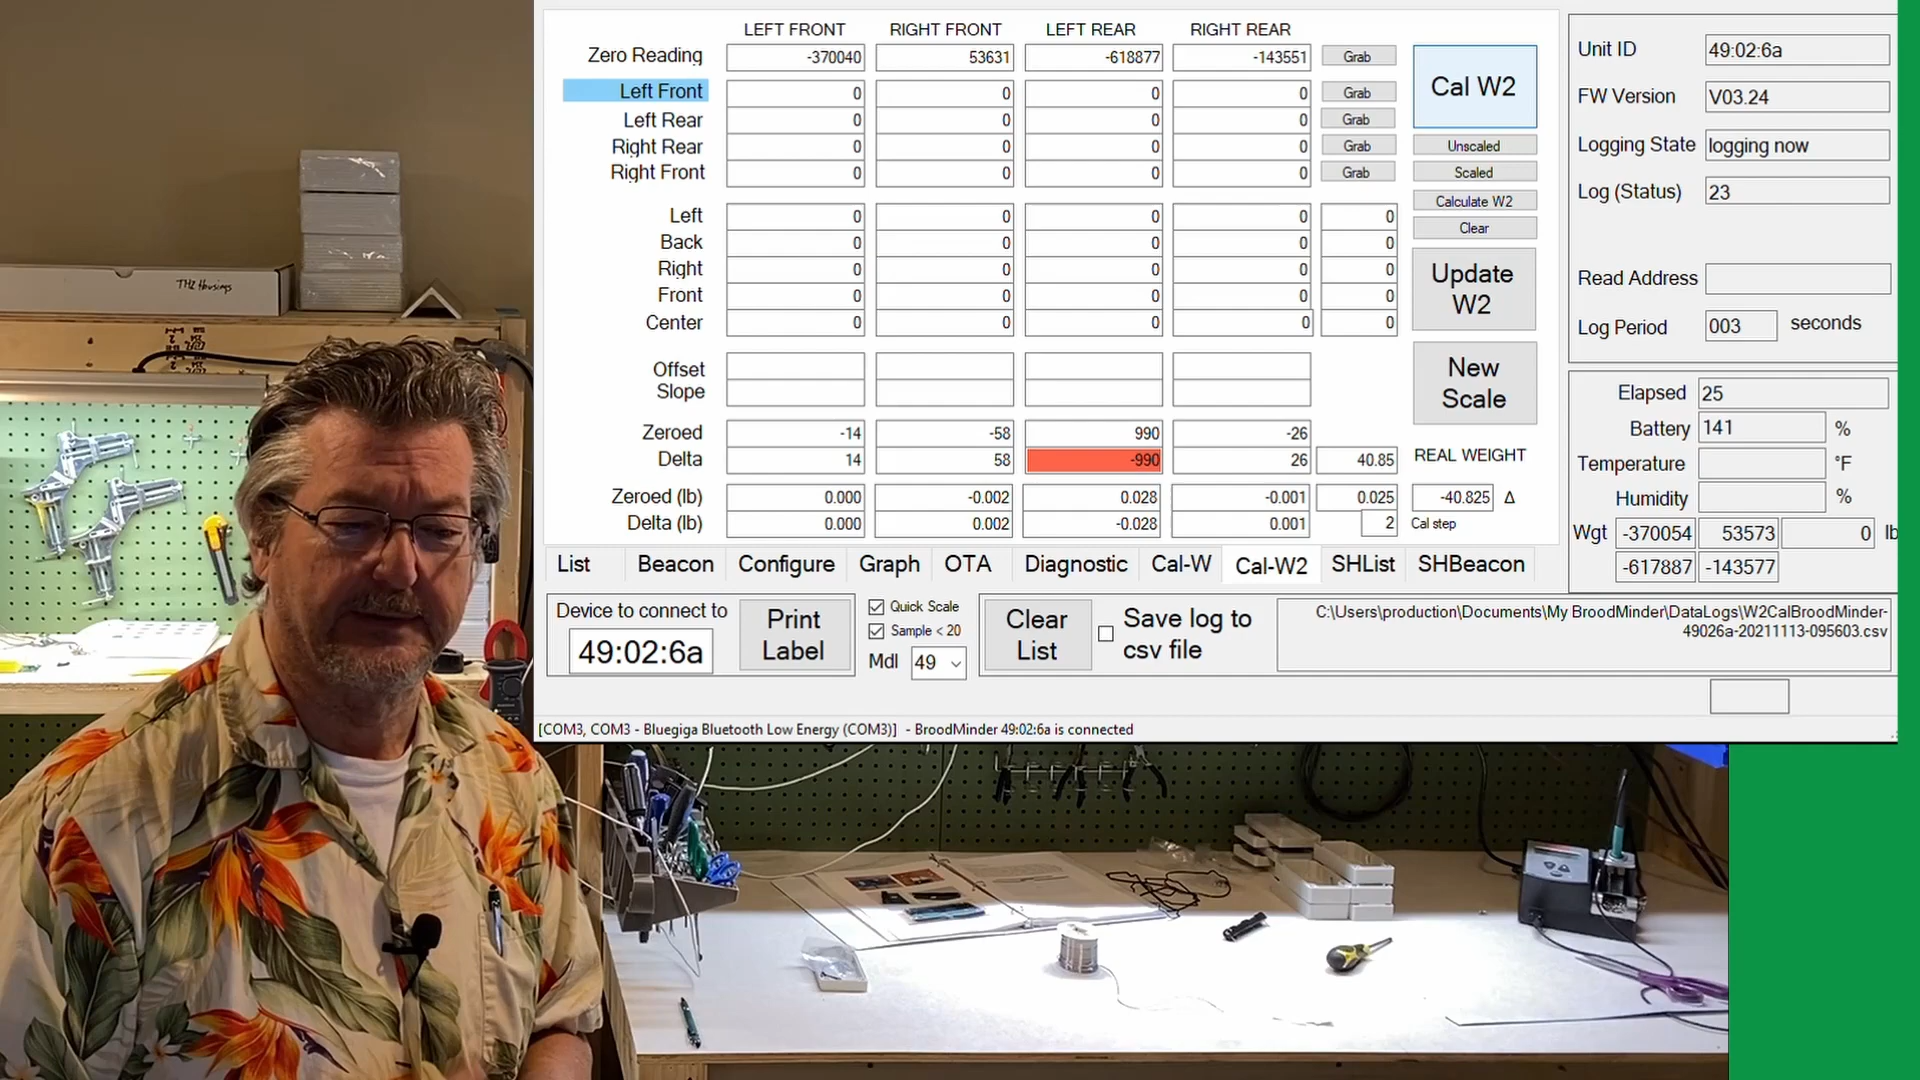 LEFT FRONT RIGHT FRONT LEFT REAR RIGHT REAR
Zero Reading -370040 53631 -618877 -143551 Grab
Left Front 0 0 0 0 Grab
Left Rear 0 0 0 0 Grab
Right Rear 0 0 0 0 Grab
Right Front 0 0 0 0 Grab
Left 0 0 0 0 0
Back 0 0 0 0 0
Right 0 0 0 0 0
Front 0 0 0 0 0
Center 0 0 0 0 0
Offset
Slope
Zeroed -14 -58 990 -26
Delta 14 58 -990 26 40.85 REAL WEIGHT
Zeroed (lb) 0.000 -0.002 0.028 -0.001 0.025 -40.825 Δ
Delta (lb) 0.000 0.002 -0.028 0.001 2 Cal step
Cal W2
Unscaled
Scaled
Calculate W2
Clear
Update
W2
New
Scale
Unit ID 49:02:6a
FW Version V03.24
Logging State logging now
Log (Status) 23
Read Address
Log Period 003 seconds
Elapsed 25
Battery 141 %
Temperature °F
Humidity %
Wgt -370054 53573 0 lb
-617887 -143577
List Beacon Configure Graph OTA Diagnostic Cal-W Cal-W2 SHList SHBeacon
Device to connect to
49:02:6a
Print
Label
Quick Scale
Sample < 20
Mdl 49
Clear
List
Save log to
csv file
C:\Users\production\Documents\My BroodMinder\DataLogs\W2CalBroodMinder-
49026a-20211113-095603.csv
[COM3, COM3 - Bluegiga Bluetooth Low Energy (COM3)] - BroodMinder 49:02:6a is connected
TH2 Housings